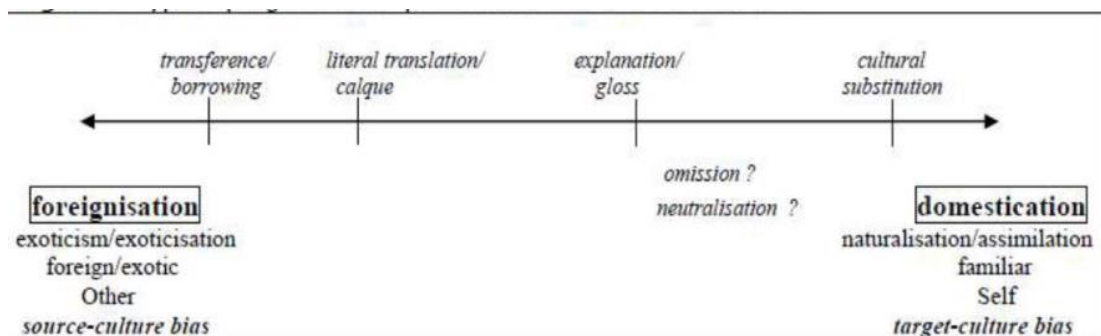 transference/
borrowing
literal translation/
calque
explanation/
gloss
cultural
substitution
omission ?
neutralisation ?
foreignisation
exoticism/exoticisation
foreign/exotic
Other
source-culture bias
domestication
naturalisation/assimilation
familiar
Self
target-culture bias